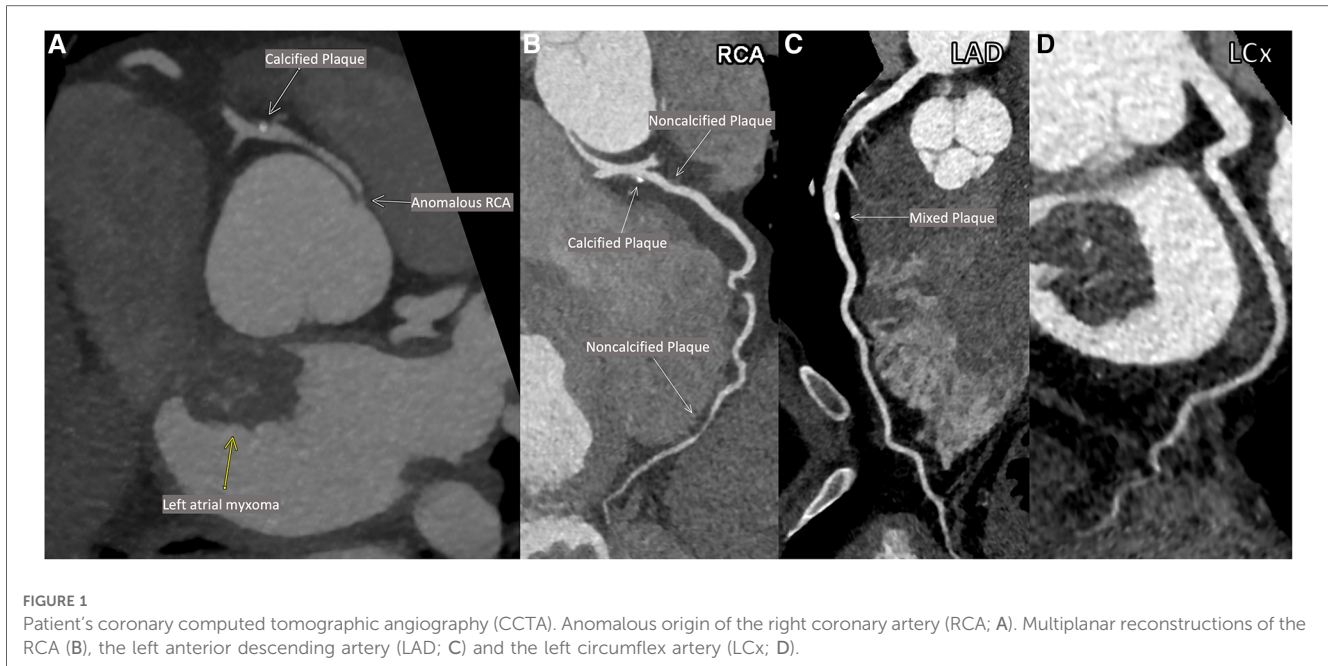 A
Calcified Plaque
Anomalous RCA
Left atrial myxoma
B
RCA
Noncalcified Plaque
Calcified Plaque
Noncalcified Plaque
C
LAD
Mixed Plaque
D
LCx
FIGURE 1
Patient's coronary computed tomographic angiography (CCTA). Anomalous origin of the right coronary artery (RCA; A). Multiplanar reconstructions of the
RCA (B), the left anterior descending artery (LAD; C) and the left circumflex artery (LCx; D).